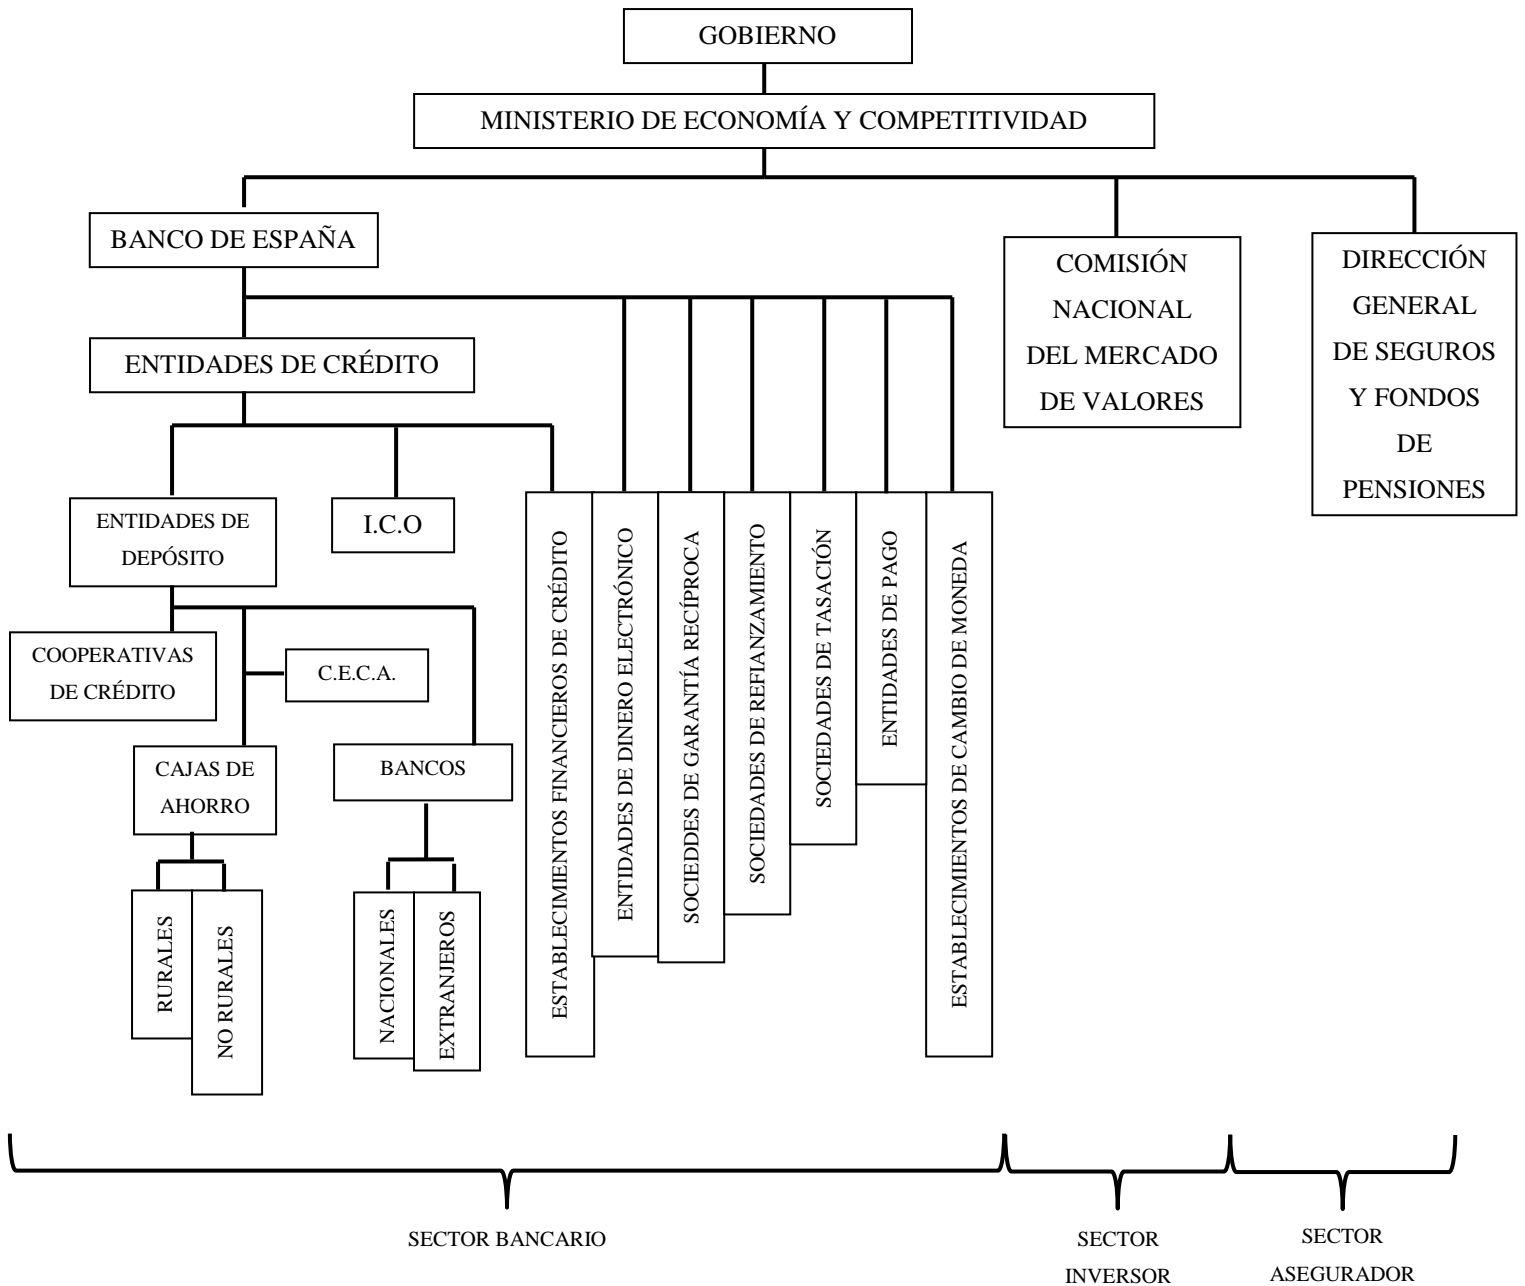 GOBIERNO
MINISTERIO DE ECONOMÍA Y COMPETITIVIDAD
BANCO DE ESPAÑA
COMISIÓN
NACIONAL
DEL MERCADO
DE VALORES
DIRECCIÓN
GENERAL
DE SEGUROS
Y FONDOS
DE
PENSIONES
ENTIDADES DE CRÉDITO
ENTIDADES DE
DEPÓSITO
I.C.O
ESTABLECIMIENTOS FINANCIEROS DE CRÉDITO
ENTIDADES DE DINERO ELECTRÓNICO
SOCIEDDES DE GARANTÍA RECÍPROCA
SOCIEDADES DE REFIANZAMIENTO
SOCIEDADES DE TASACIÓN
ENTIDADES DE PAGO
ESTABLECIMIENTOS DE CAMBIO DE MONEDA
COOPERATIVAS
DE CRÉDITO
C.E.C.A.
CAJAS DE
AHORRO
BANCOS
RURALES
NO RURALES
NACIONALES
EXTRANJEROS
SECTOR BANCARIO
SECTOR
INVERSOR
SECTOR
ASEGURADOR